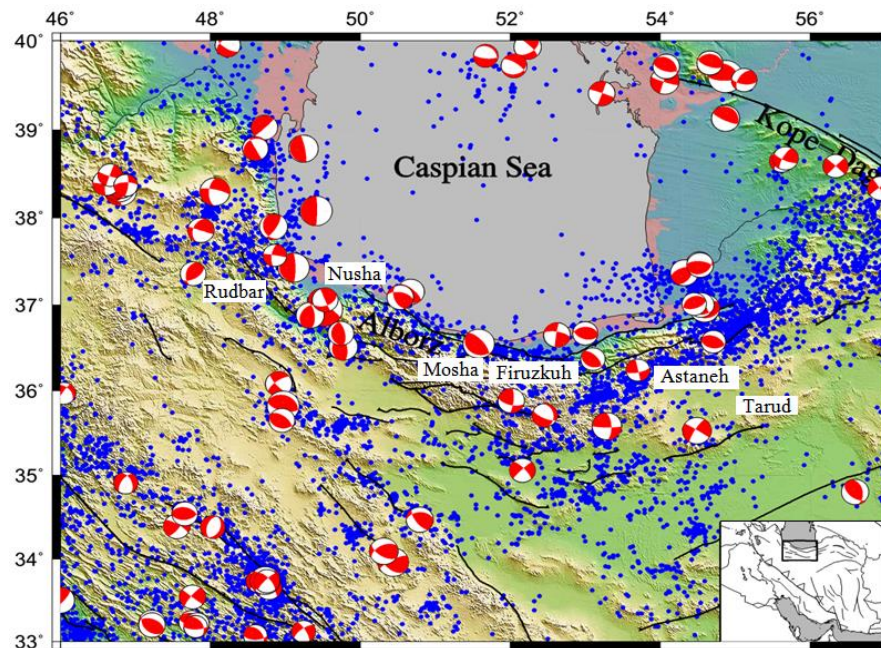 46°
48°
50°
52°
54°
56°
40°
39°
38°
37°
36°
35°
34°
33°
Caspian Sea
Kope-Dag
Nusha
Rudbar
Alborz
Mosha
Firuzkuh
Astaneh
Tarud